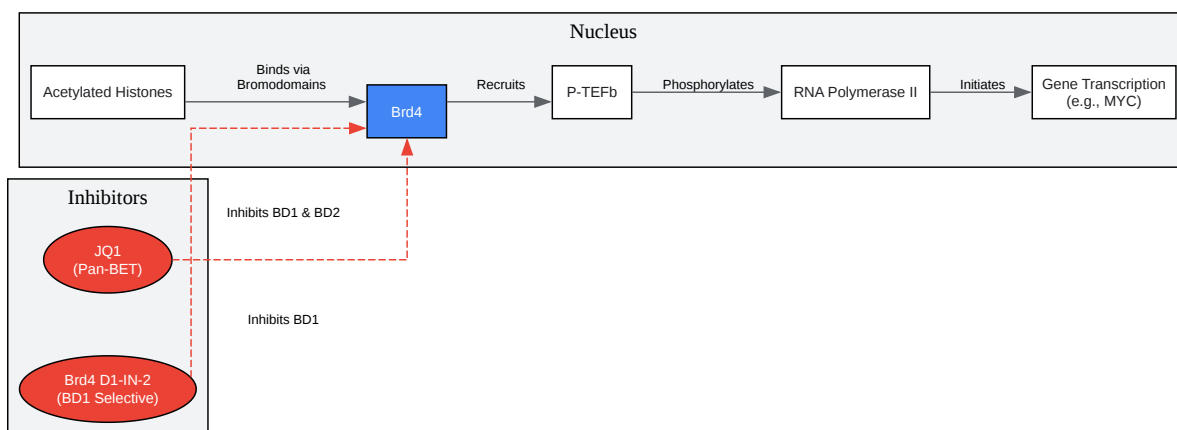 Nucleus
Acetylated Histones
Binds via
Bromodomains
Brd4
Recruits
P-TEFb
Phosphorylates
RNA Polymerase II
Initiates
Gene Transcription
(e.g., MYC)
Inhibitors
JQ1
(Pan-BET)
Inhibits BD1 & BD2
Brd4 D1-IN-2
(BD1 Selective)
Inhibits BD1